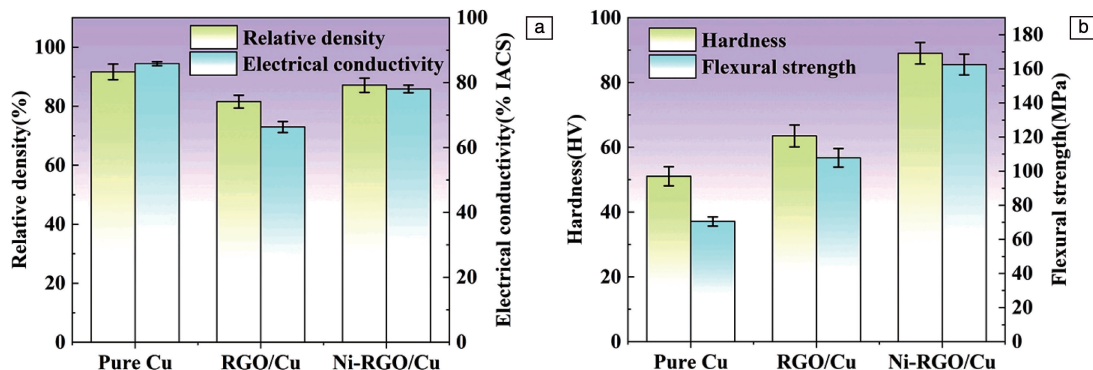 a
Relative density
Electrical conductivity
Relative density(%)
100
80
60
40
20
0
Electrical conductivity(% IACS)
100
80
60
40
20
0
Pure Cu RGO/Cu Ni-RGO/Cu
b
Hardness
Flexural strength
Hardness(HV)
100
80
60
40
20
0
Flexural strength(MPa)
180
160
140
120
100
80
60
40
20
0
Pure Cu RGO/Cu Ni-RGO/Cu